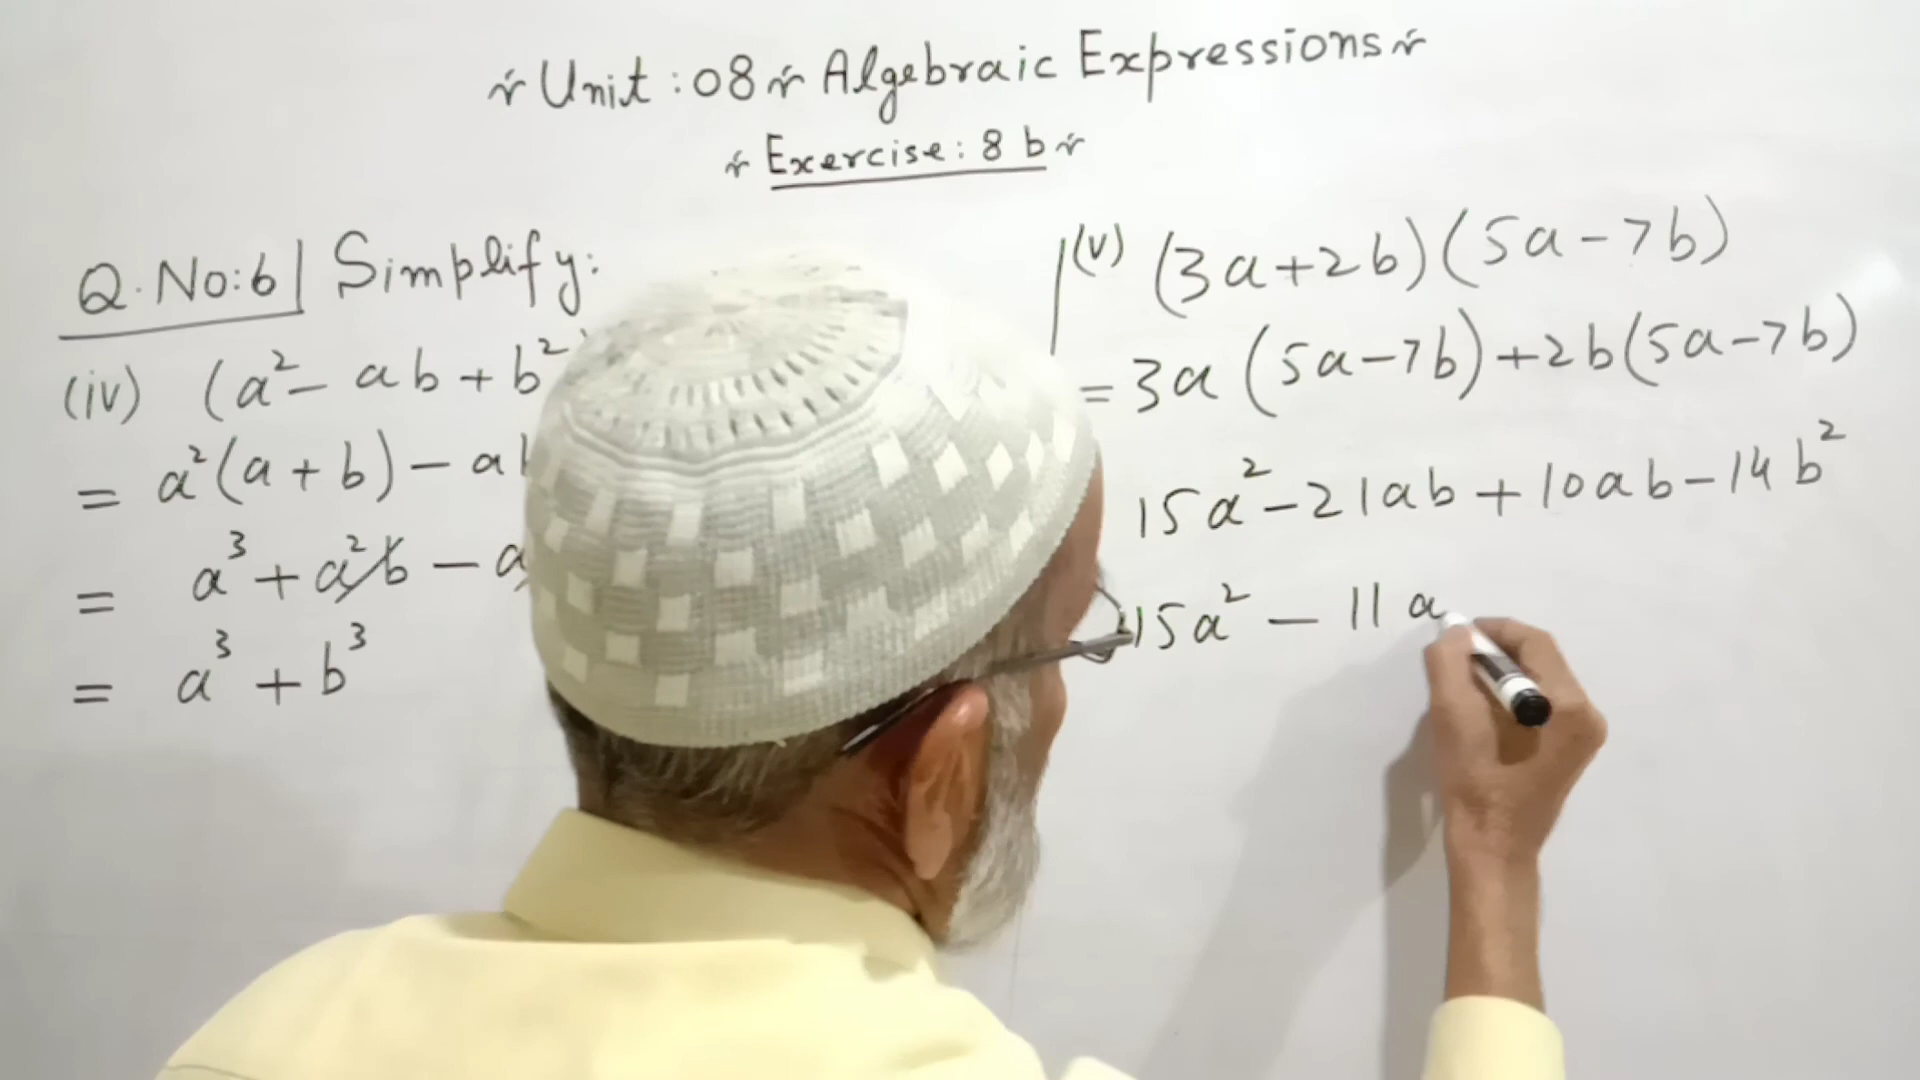 Unit : 08 Algebraic Expressions
Exercise: 8 b
Q. No:6 Simplify:
(iv) (a² - ab + b²
= a²(a + b) - a
= a³ + a²b - a
= a³ + b³
(v) (3a+2b)(5a-7b)
= 3a (5a-7b)+2b(5a-7b)
15a² - 21ab + 10ab - 14b²
15a² - 11a